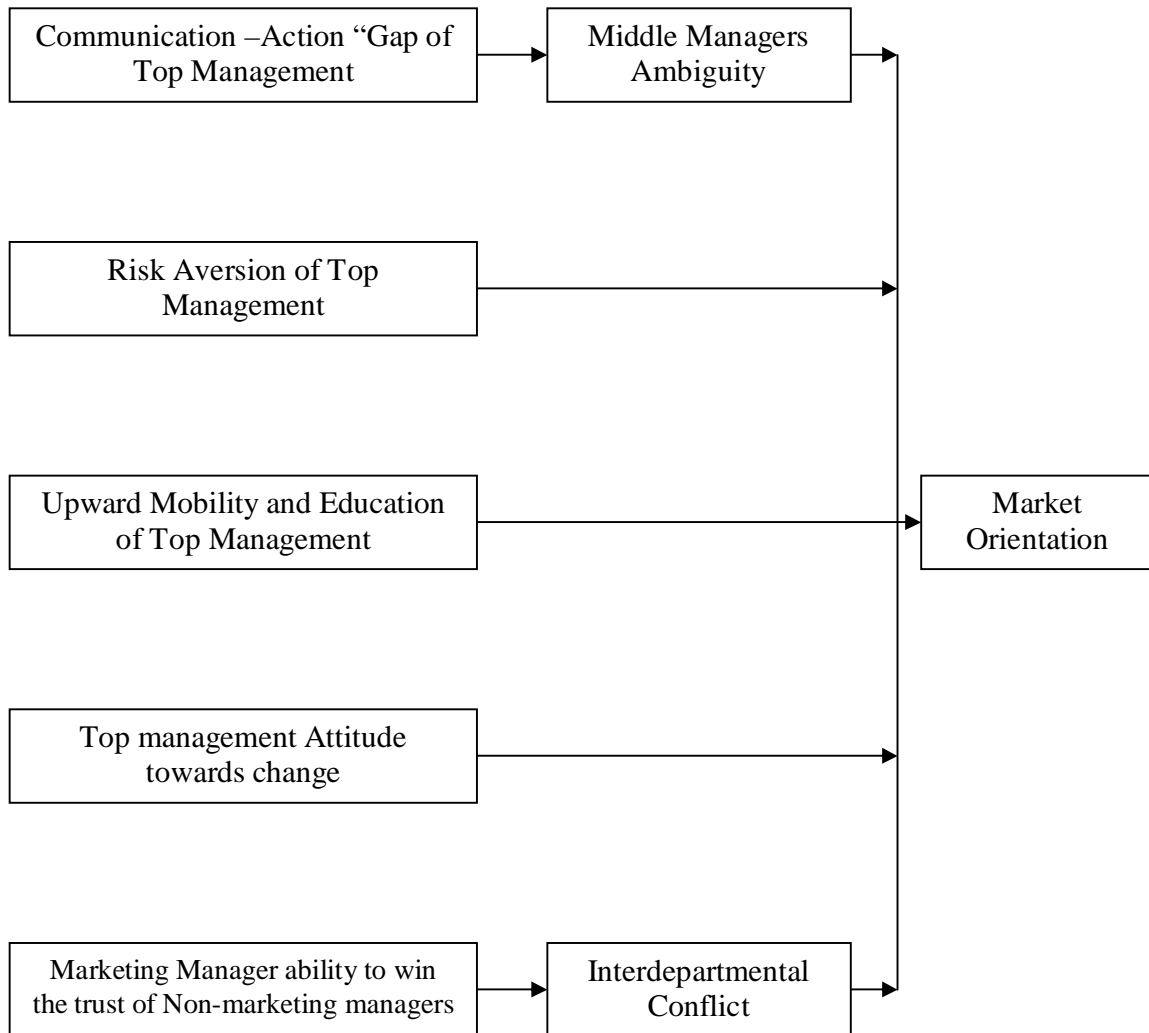 Communication –Action “Gap of
Top Management
Middle Managers
Ambiguity
Risk Aversion of Top
Management
Upward Mobility and Education
of Top Management
Market
Orientation
Top management Attitude
towards change
Marketing Manager ability to win
the trust of Non-marketing managers
Interdepartmental
Conflict